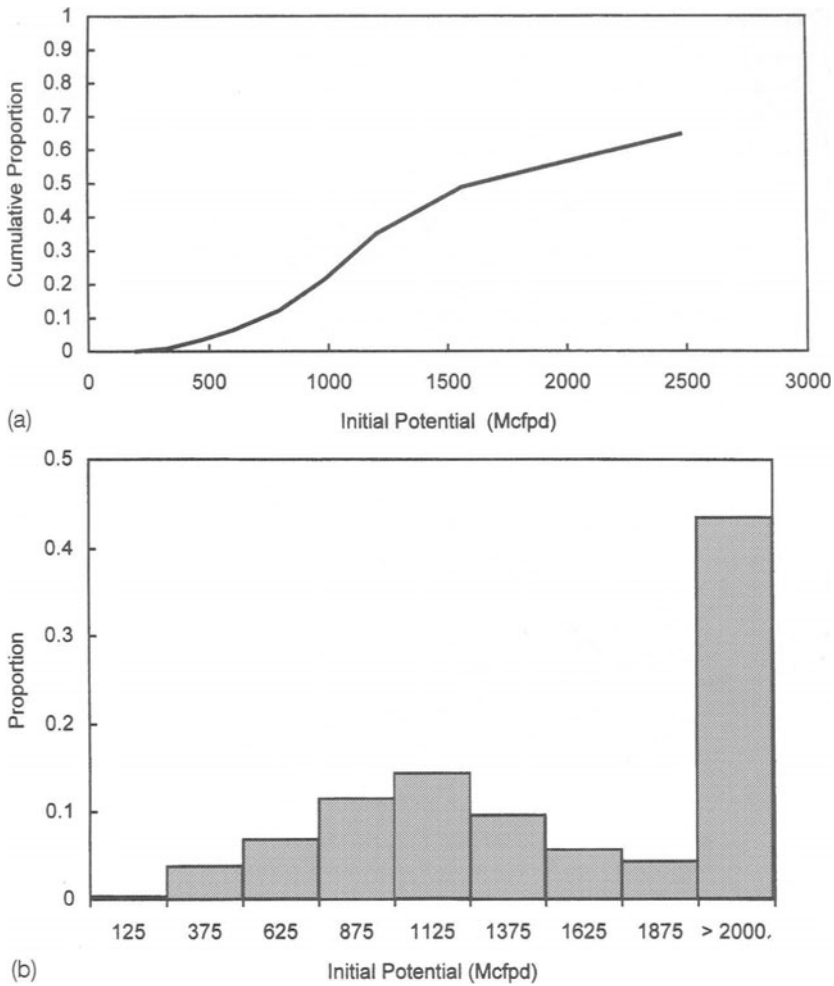 1
0.9
0.8
0.7
0.6
0.5
0.4
0.3
0.2
0.1
0
Cumulative Proportion
0 500 1000 1500 2000 2500 3000
Initial Potential (Mcfpd)
(a)
0.5
0.4
0.3
0.2
0.1
0
Proportion
125 375 625 875 1125 1375 1625 1875 > 2000.
Initial Potential (Mcfpd)
(b)